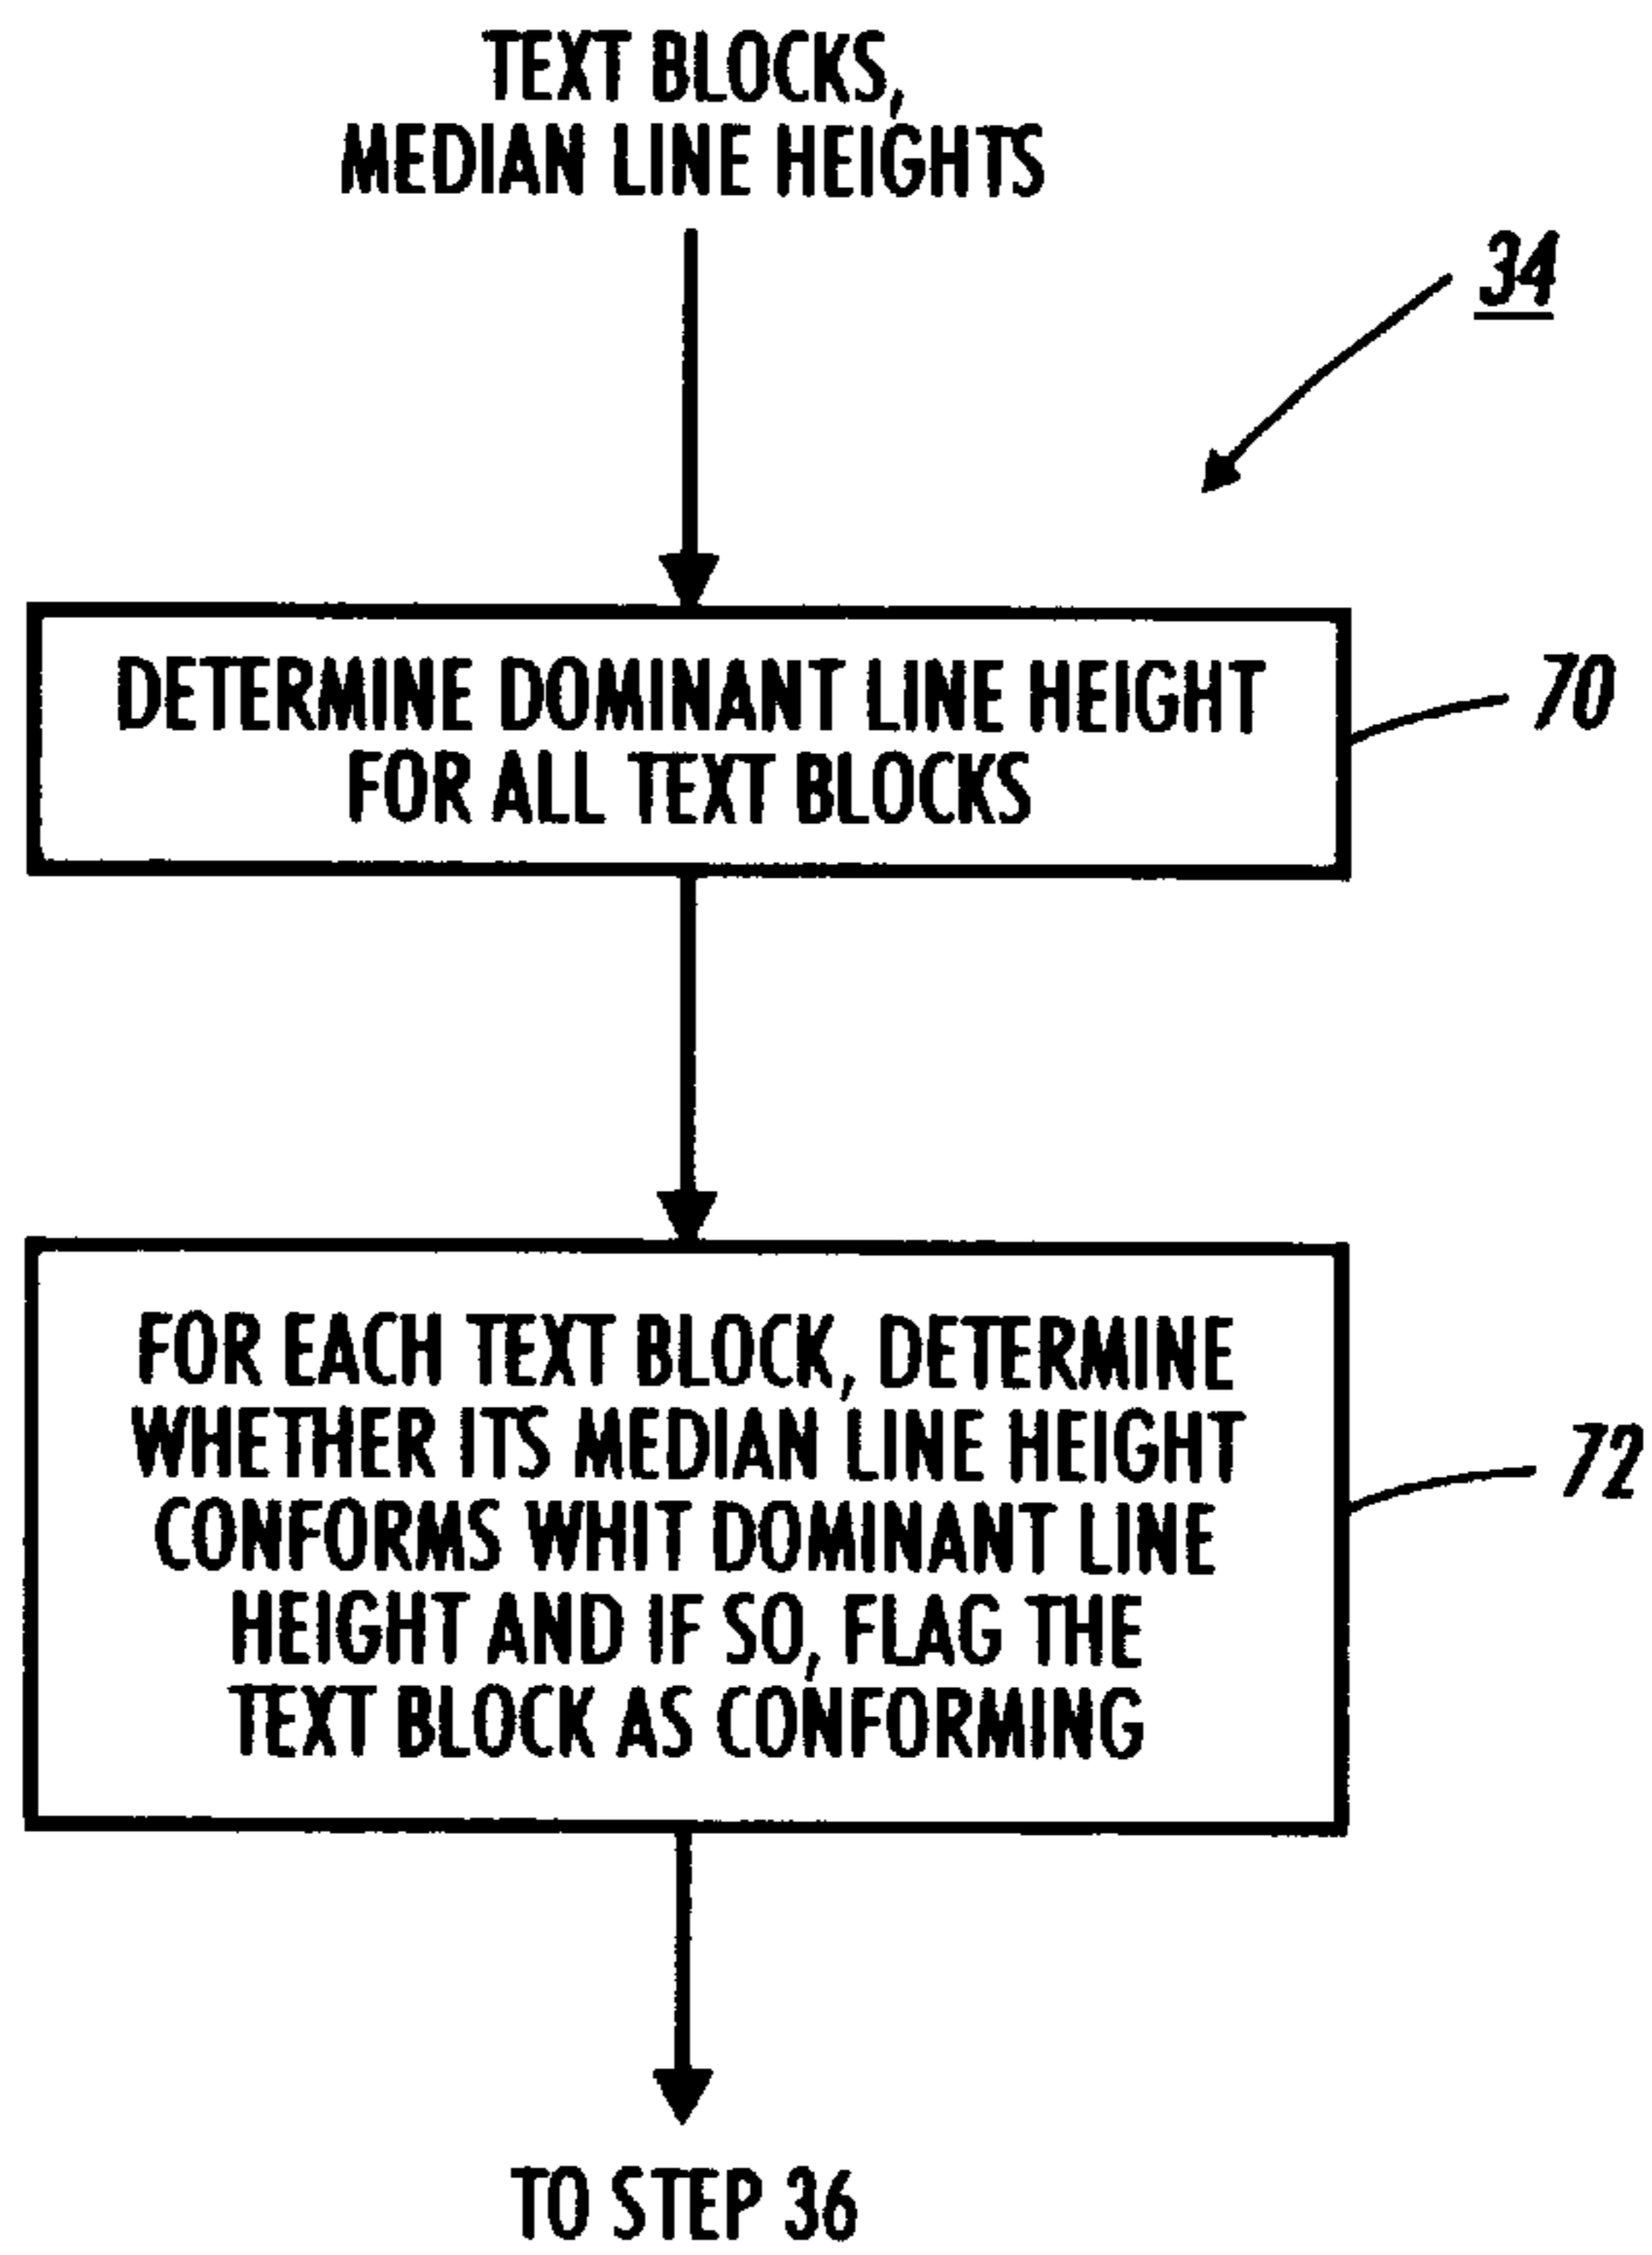 TEXT BLOCKS,
MEDIAN LINE HEIGHTS
34
DETERMINE DOMINANT LINE HEIGHT
FOR ALL TEXT BLOCKS
70
FOR EACH TEXT BLOCK, DETERMINE
WHETHER ITS MEDIAN LINE HEIGHT
CONFORMS WHIT DOMINANT LINE
HEIGHT AND IF SO, FLAG THE
TEXT BLOCK AS CONFORMING
72
TO STEP 36